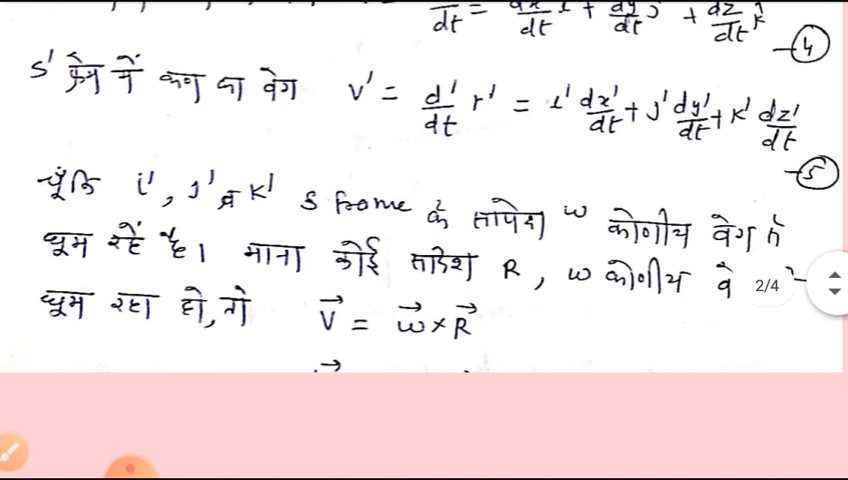 dt = dx/dt i + dy/dt j + dz/dt k̂ —④
S' फ्रेम में कण का वेग V' = d'/dt r' = i' dx'/dt + j' dy'/dt + k' dz'/dt —⑤
चूँकि i', j' व k' S frame के सापेक्ष ω कोणीय वेग से
घूम रहें है। माना कोई सदिश R, ω कोणीय वे
2/4
घूम रहा हो, तो V⃗ = ω⃗ × R⃗